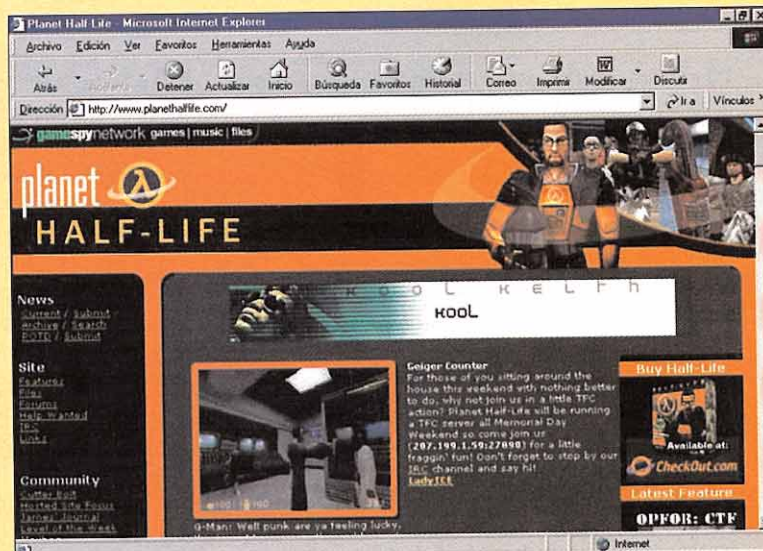 Planet Half Life - Microsoft Internet Explorer
Archivo Edición Ver Favoritos Herramientas Ayuda
Atrás Detener Actualizar Inicio Búsqueda Favoritos Historial Correo Imprimir Modificar Discutir
Dirección http://www.planethalflife.com/ Ir a Vínculos
gamespynetwork games | music | files
planet
HALF-LIFE
KOOL KEITH
KOOL
News
Current / Submit /
Archive / Search
POTD / Submit
Site
Features
Files
Forums
Help Wanted
IRC
Links
Community
Cutter Bolt
Hosted Site Focus
James' Journal
Level of the Week
Geiger Counter
For those of you sitting around the
house this weekend with nothing better
to do, why not join us in a little TFC
action? Planet Half-Life will be running
a TFC server all Memorial Day
Weekend so come join us
(207.199.1.59:27890) for a little
fraggin' fun! Don't forget to stop by our
IRC channel and say hi!
LadyICE
G-Man: Well punk are ya feeling lucky.
Buy Half-Life
Available at:
CheckOut.com
Latest Feature
OPFOR: CTF
Internet